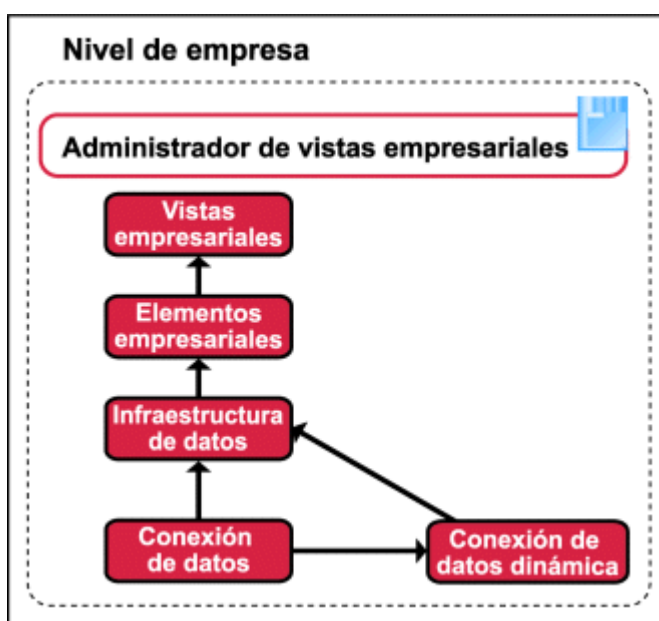 Nivel de empresa
Administrador de vistas empresariales
Vistas
empresariales
Elementos
empresariales
Infraestructura
de datos
Conexión
de datos
Conexión de
datos dinámica